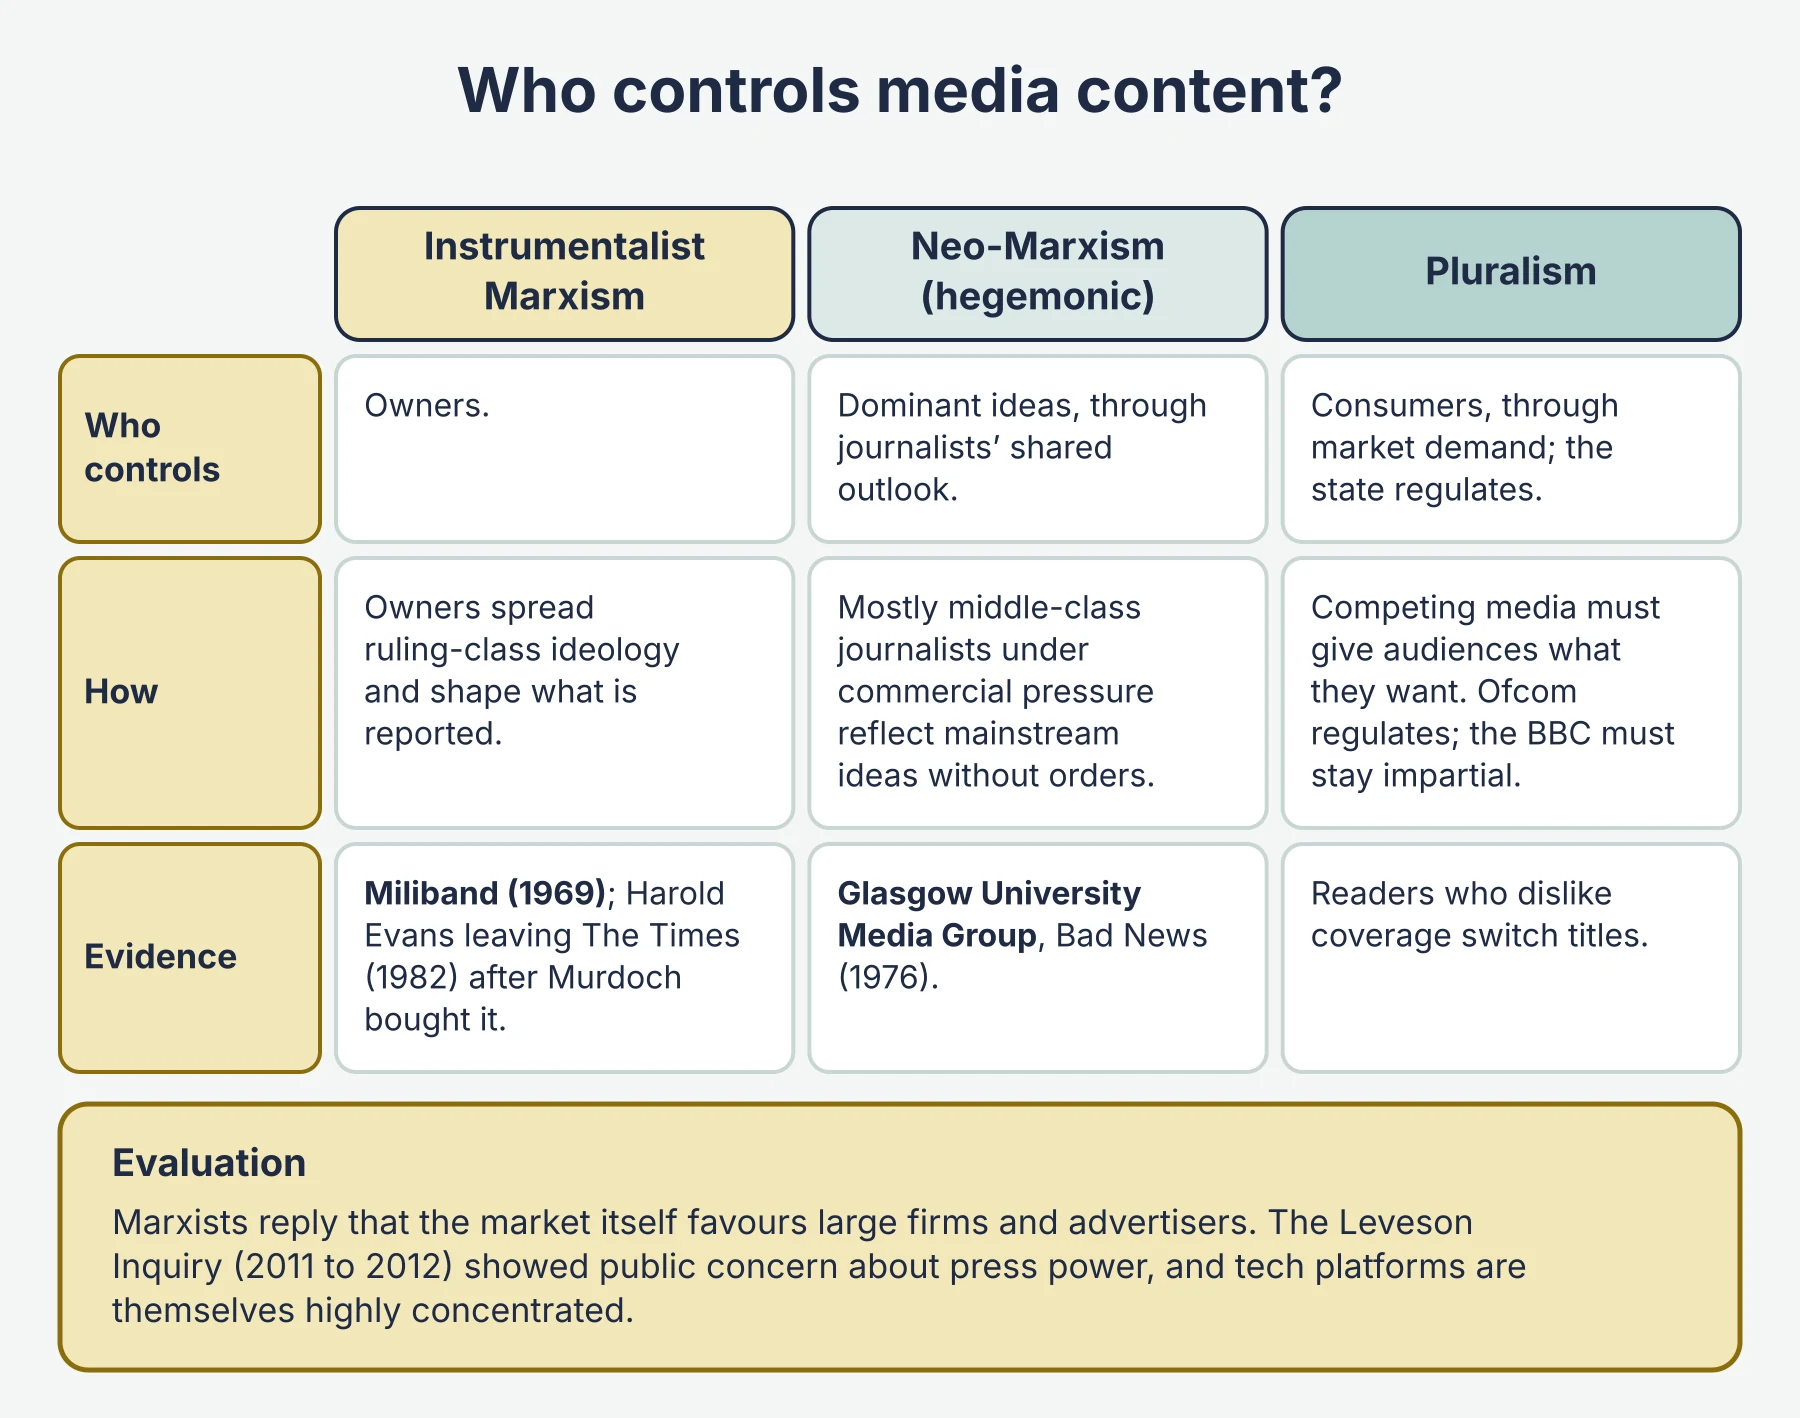 Who controls media content?
Instrumentalist
Marxism
Neo-Marxism
(hegemonic)
Pluralism
Who
controls
Owners.
Dominant ideas, through
journalists’ shared
outlook.
Consumers, through
market demand; the
state regulates.
How
Owners spread
ruling-class ideology
and shape what is
reported.
Mostly middle-class
journalists under
commercial pressure
reflect mainstream
ideas without orders.
Competing media must
give audiences what
they want. Ofcom
regulates; the BBC must
stay impartial.
Evidence
Miliband (1969); Harold
Evans leaving The Times
(1982) after Murdoch
bought it.
Glasgow University
Media Group, Bad News
(1976).
Readers who dislike
coverage switch titles.
Evaluation
Marxists reply that the market itself favours large firms and advertisers. The Leveson
Inquiry (2011 to 2012) showed public concern about press power, and tech platforms are
themselves highly concentrated.